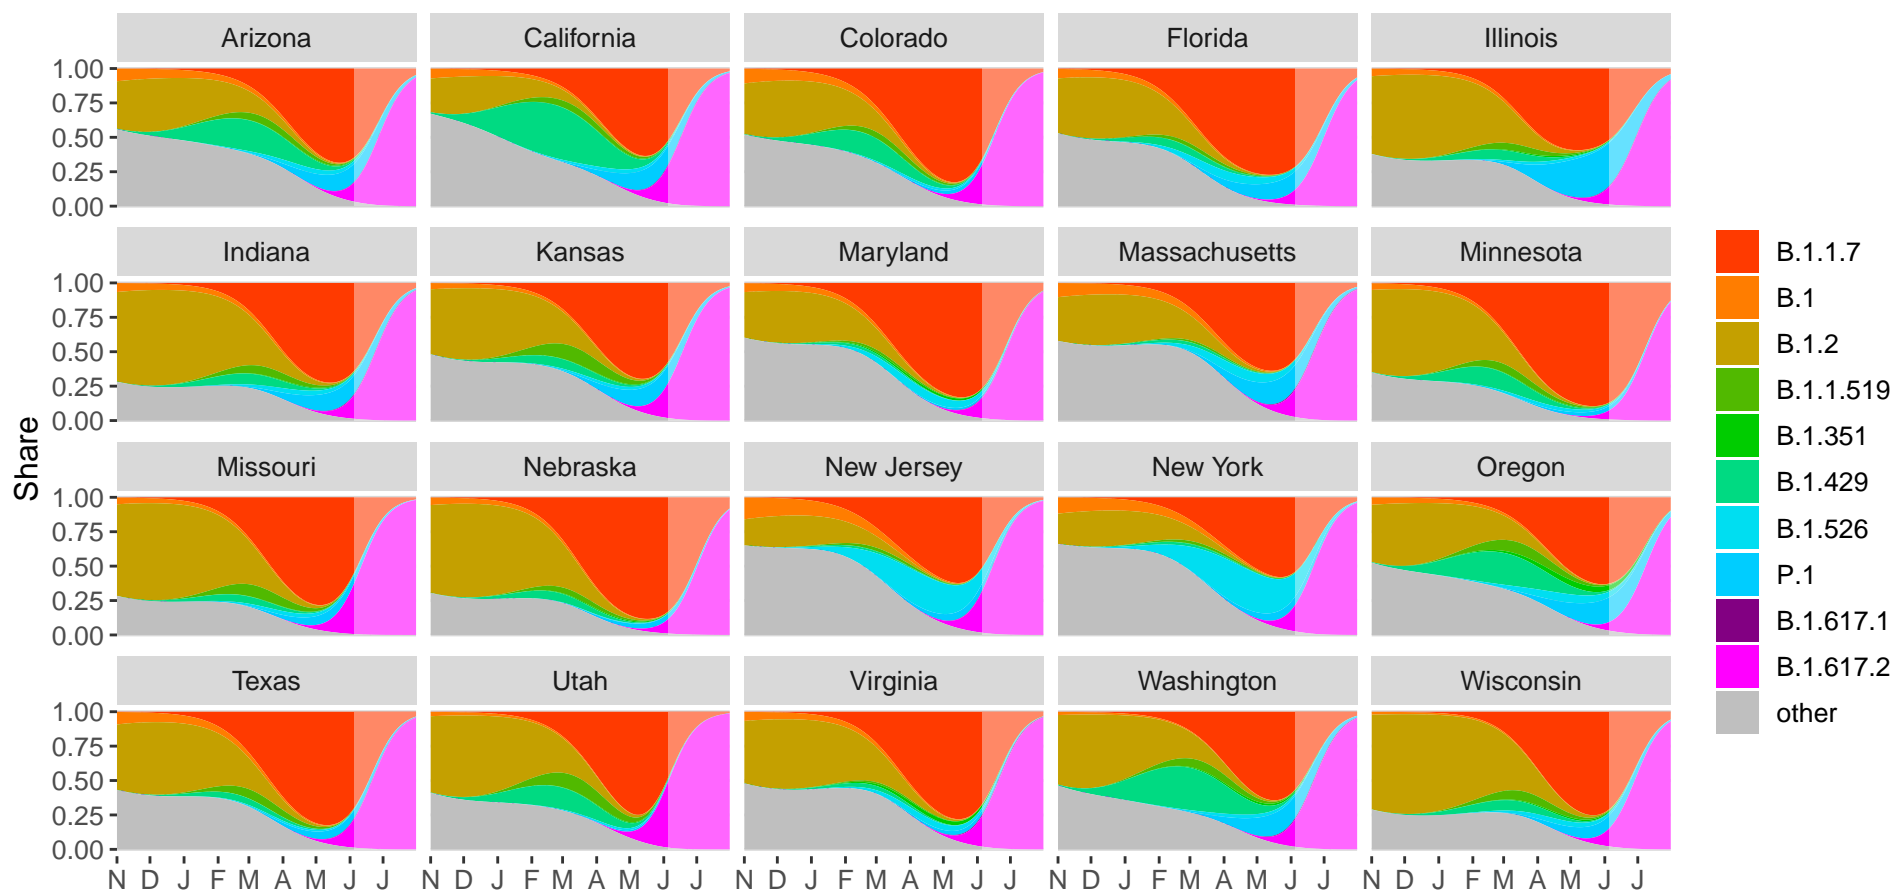 Arizona California Colorado Florida Illinois
1.00
0.75
0.50
0.25
0.00
Indiana Kansas Maryland Massachusetts Minnesota
1.00
0.75
0.50
0.25
0.00
Missouri Nebraska New Jersey New York Oregon
1.00
0.75
0.50
0.25
0.00
Texas Utah Virginia Washington Wisconsin
1.00
0.75
0.50
0.25
0.00
N D J F M A M J J N D J F M A M J J N D J F M A M J J N D J F M A M J J N D J F M A M J J
Share
B.1.1.7
B.1
B.1.2
B.1.1.519
B.1.351
B.1.429
B.1.526
P.1
B.1.617.1
B.1.617.2
other